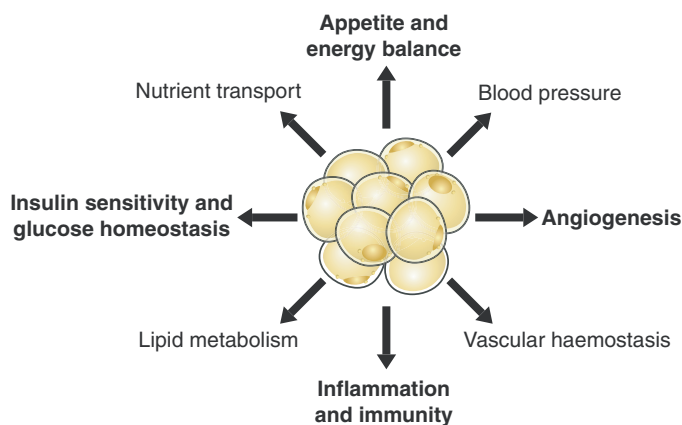 Appetite and
energy balance
Nutrient transport
Blood pressure
Insulin sensitivity and
glucose homeostasis
Angiogenesis
Lipid metabolism
Vascular haemostasis
Inflammation
and immunity